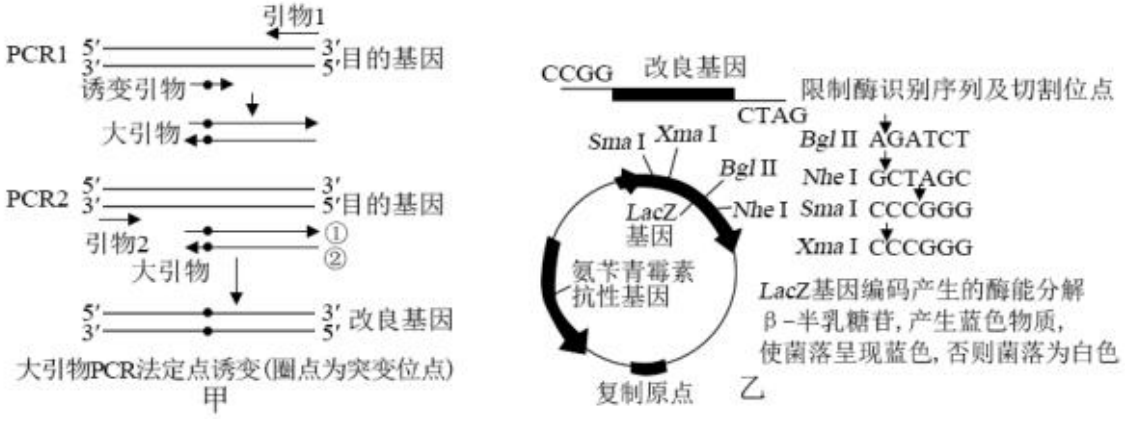 引物1
PCR1
5′ 3′
3′ 5′
目的基因
诱变引物
大引物
PCR2
5′ 3′
3′ 5′
目的基因
引物2
①
②
大引物
5′ 3′
3′ 5′
改良基因
大引物PCR法定点诱变(圈点为突变位点)
甲
CCGG 改良基因
CTAG
Sma I
Xma I
Bgl II
Nhe I
LacZ
基因
氨苄青霉素
抗性基因
复制原点
乙
限制酶识别序列及切割位点
Bgl II AGATCT
Nhe I GCTAGC
Sma I CCCGGG
Xma I CCCGGG
LacZ基因编码产生的酶能分解
β-半乳糖苷,产生蓝色物质,
使菌落呈现蓝色,否则菌落为白色